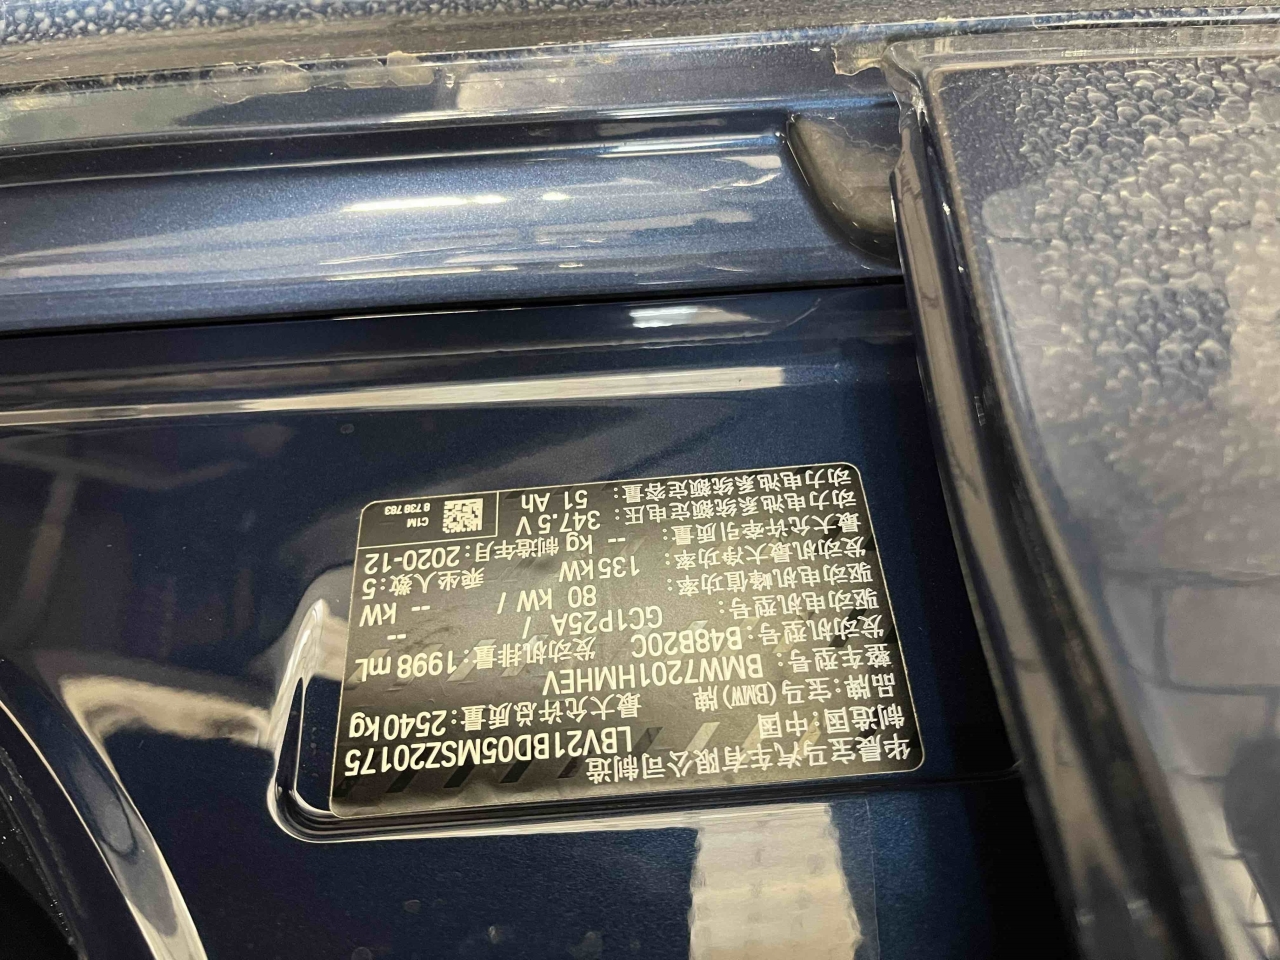 华晨宝马汽车有限公司制造
LBV21BD05MSZ20175
制造国:中国
最大允许总质量:2540kg
品牌:宝马(BMW)牌
整车型号:BMW7201HMHEV
发动机型号:B48B20C 发动机排量:1998 mL
驱动电机型号: GC1P25A / --
驱动电机峰值功率: 80 kW / -- kW
发动机最大净功率: 135kW 乘坐人数:5
最大允许牵引质量: -- kg 制造年月:2020-12
动力电池系统额定电压: 347.5 V
动力电池系统额定容量: 51 Ah
C1M
8 738 783